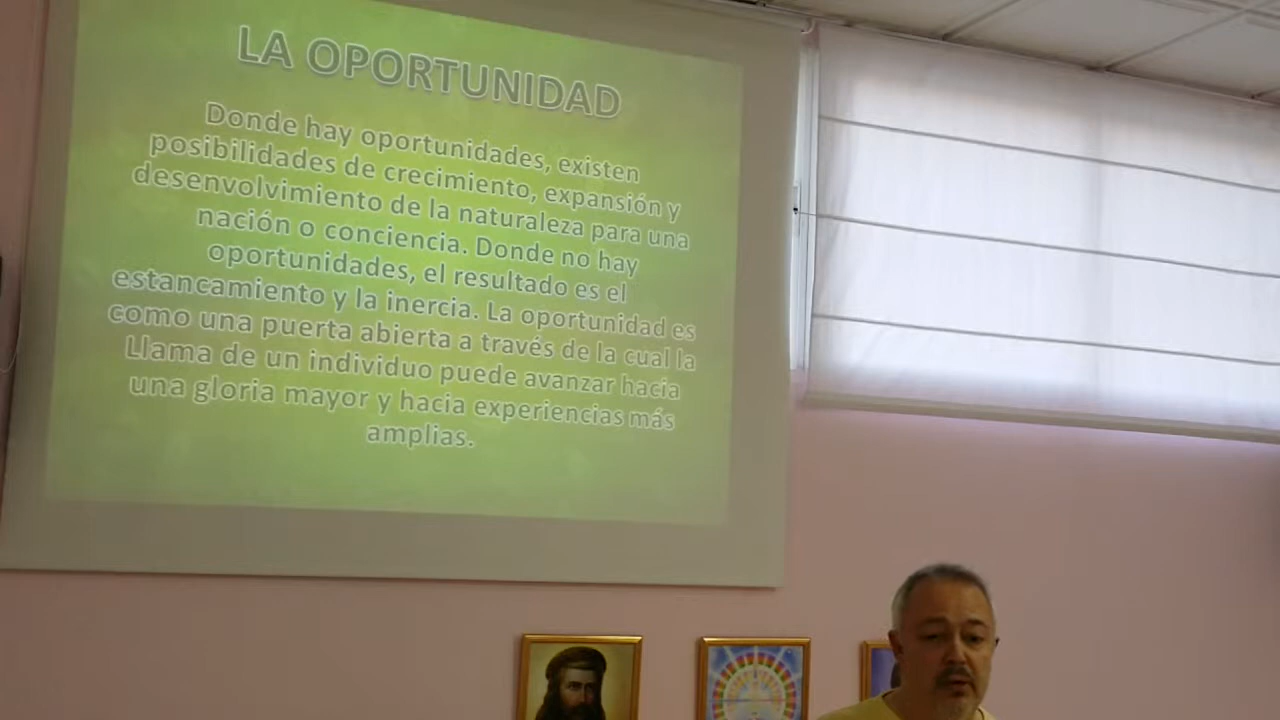 LA OPORTUNIDAD
Donde hay oportunidades, existen
posibilidades de crecimiento, expansión y
desenvolvimiento de la naturaleza para una
nación o conciencia. Donde no hay
oportunidades, el resultado es el
estancamiento y la inercia. La oportunidad es
como una puerta abierta a través de la cual la
Llama de un individuo puede avanzar hacia
una gloria mayor y hacia experiencias más
amplias.